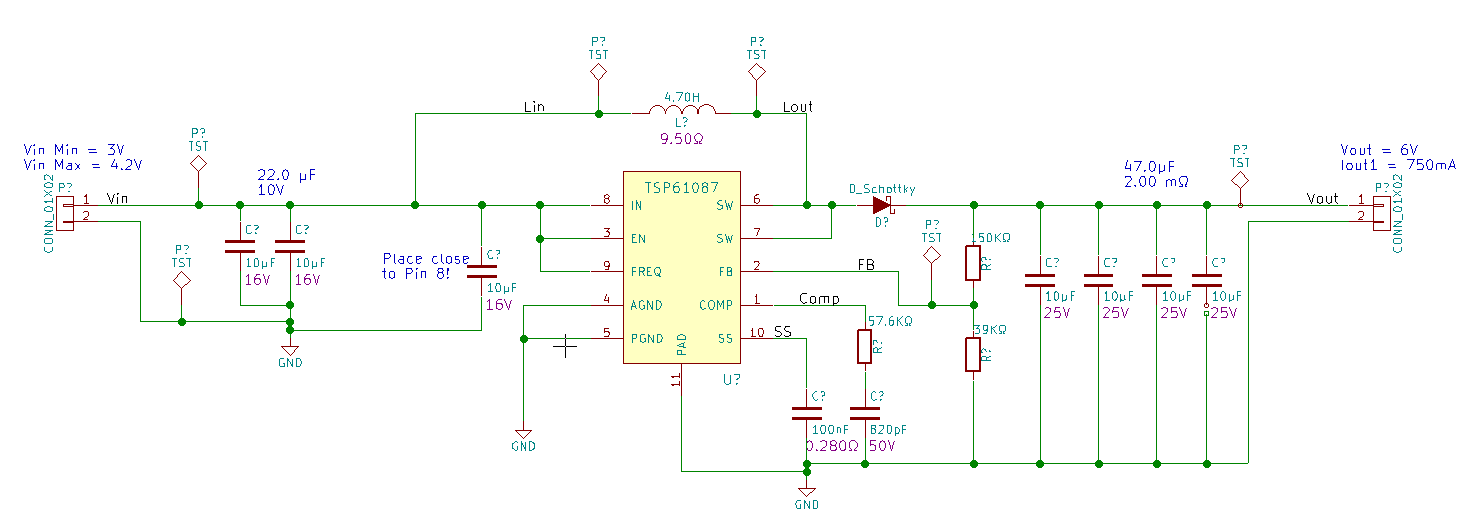 P?
TST
P?
TST
4.70H
Lin
Lout
L?
9.50Ω
P?
TST
Vin Min = 3V
Vin Max = 4.2V
22.0 µF
10V
47.0µF
2.00 mΩ
P?
TST
Vout = 6V
Iout1 = 750mA
P?
1
2
CONN_01X02
Vin
TSP61087
8
IN
3
EN
9
FREQ
4
AGND
5
PGND
PAD
11
SW
6
SW
7
FB
2
COMP
1
SS
10
U?
D_Schottky
D?
Vout
P?
1
2
CONN_01X02
P?
TST
C?
10µF
16V
C?
10µF
16V
Place close
to Pin 8!
C?
10µF
16V
GND
FB
P?
TST
150KΩ
R?
Comp
57.6KΩ
R?
39KΩ
R?
SS
C?
10µF
25V
C?
10µF
25V
C?
10µF
25V
C?
10µF
25V
C?
100nF
0.280Ω
C?
820pF
50V
GND
GND